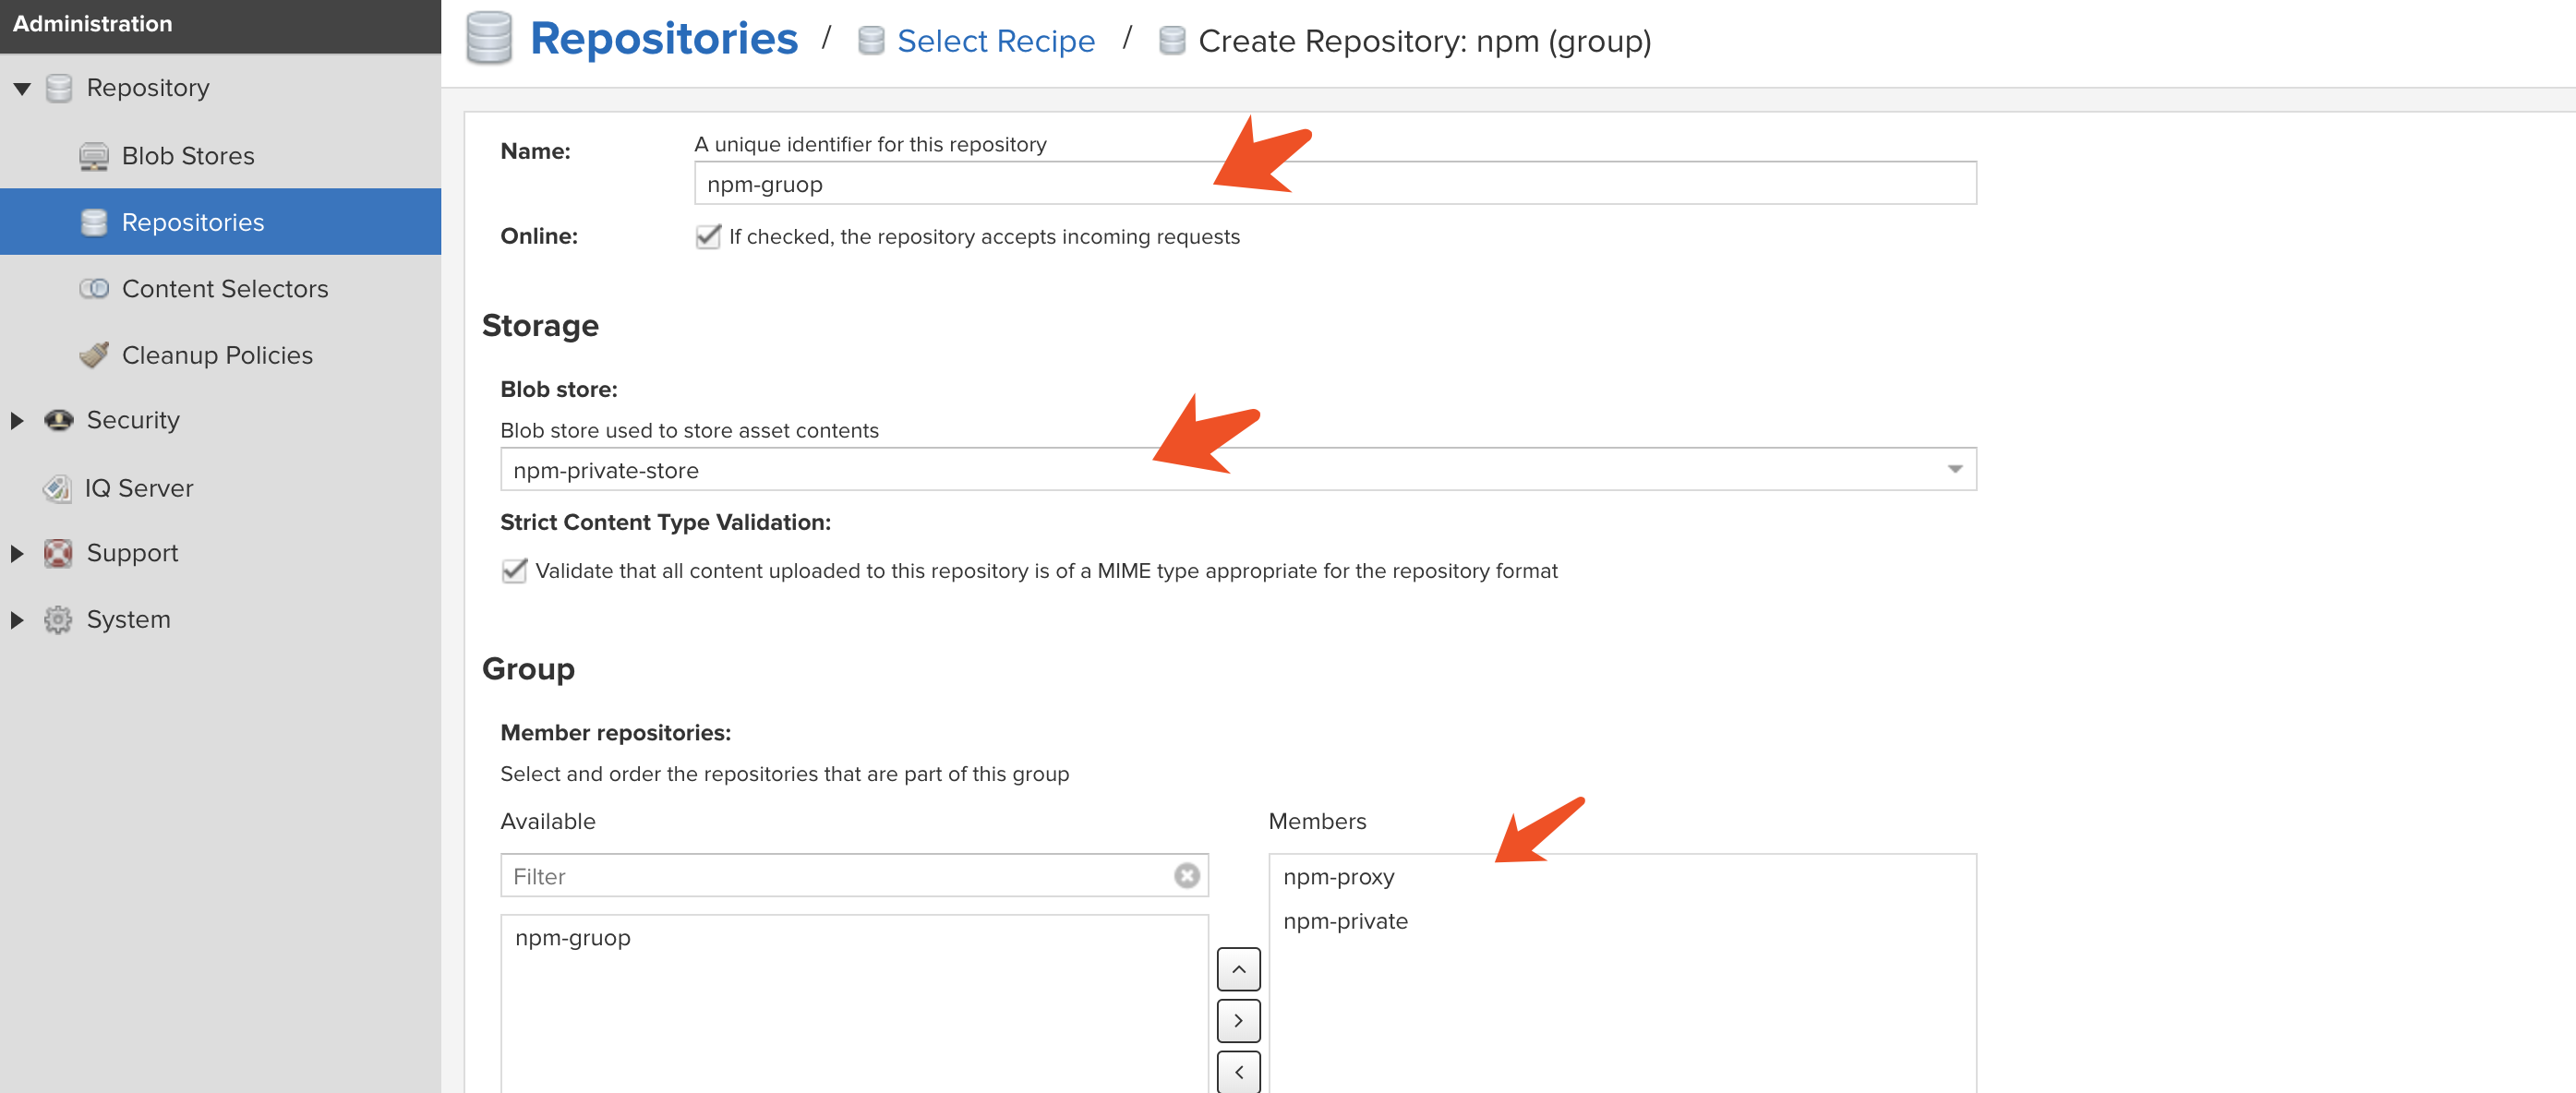 Administration
Repository
Blob Stores
Repositories
Content Selectors
Cleanup Policies
Security
IQ Server
Support
System
Repositories / Select Recipe / Create Repository: npm (group)
Name:
A unique identifier for this repository
npm-gruop
Online:
If checked, the repository accepts incoming requests
Storage
Blob store:
Blob store used to store asset contents
npm-private-store
Strict Content Type Validation:
Validate that all content uploaded to this repository is of a MIME type appropriate for the repository format
Group
Member repositories:
Select and order the repositories that are part of this group
Available
Filter
npm-gruop
Members
npm-proxy
npm-private